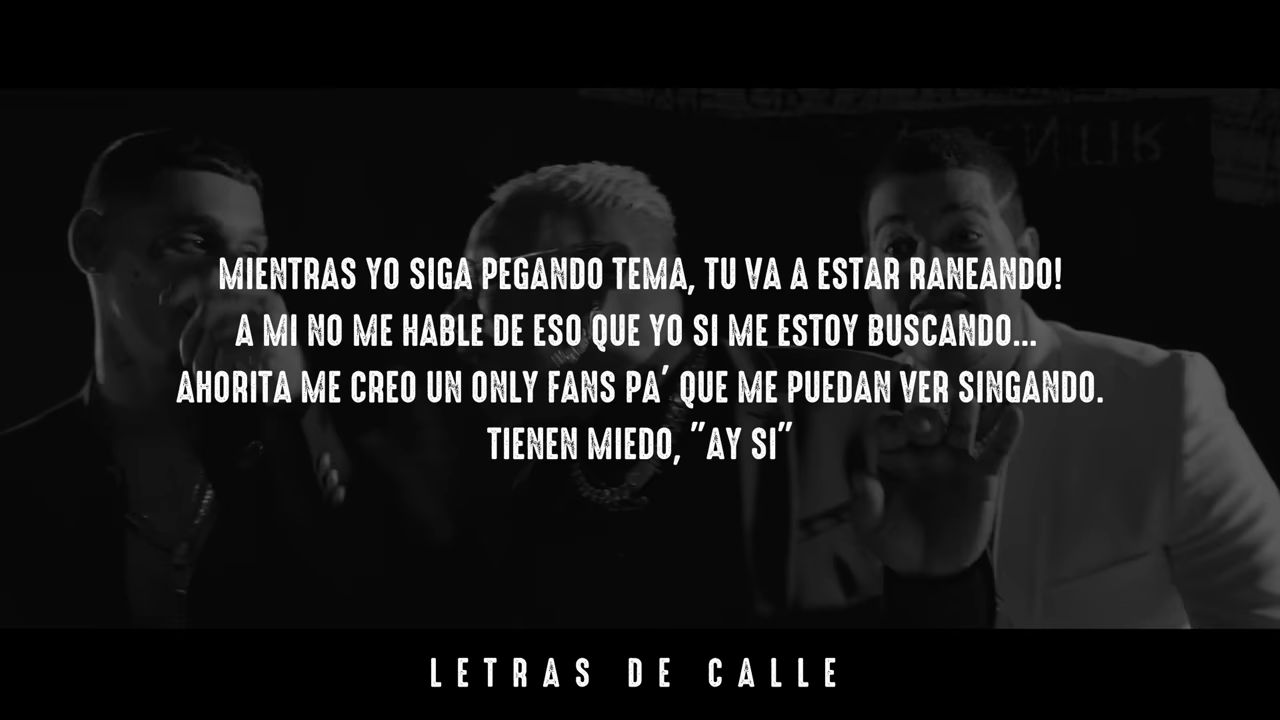 MIENTRAS YO SIGA PEGANDO TEMA, TU VA A ESTAR RANEANDO!
A MI NO ME HABLE DE ESO QUE YO SI ME ESTOY BUSCANDO...
AHORITA ME CREO UN ONLY FANS PA' QUE ME PUEDAN VER SINGANDO.
TIENEN MIEDO, "AY SI"
LETRAS DE CALLE